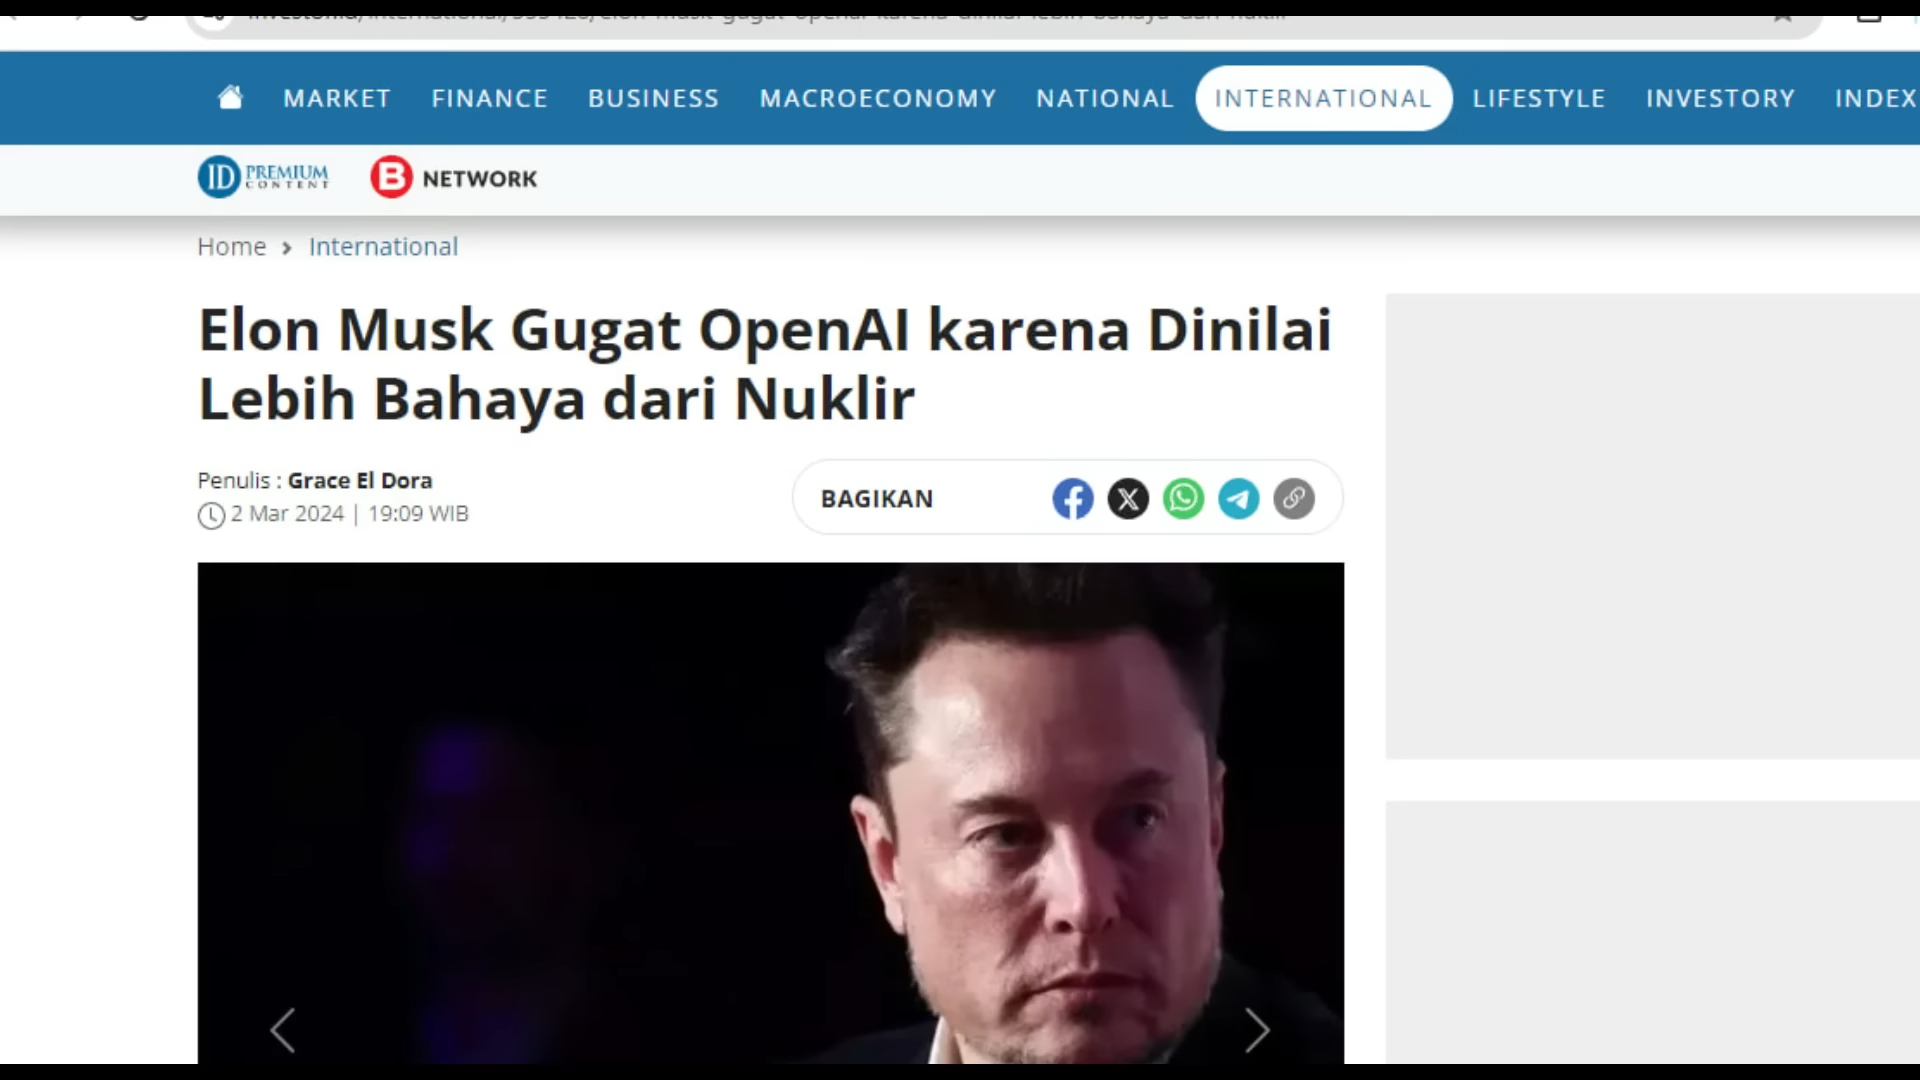 MARKET FINANCE BUSINESS MACROECONOMY NATIONAL INTERNATIONAL LIFESTYLE INVESTORY INDEX
ID PREMIUM CONTENT B NETWORK
Home › International
Elon Musk Gugat OpenAI karena Dinilai
Lebih Bahaya dari Nuklir
Penulis : Grace El Dora
2 Mar 2024 | 19:09 WIB
BAGIKAN